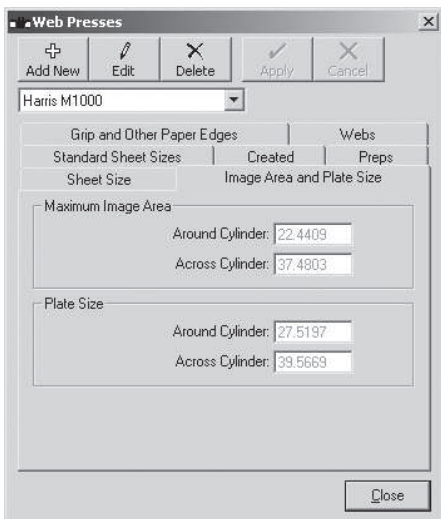 Web Presses
Add New Edit Delete Apply Cancel
Harris M1000
Grip and Other Paper Edges Webs
Standard Sheet Sizes Created Preps
Sheet Size Image Area and Plate Size
Maximum Image Area
Around Cylinder: 22.4409
Across Cylinder: 37.4803
Plate Size
Around Cylinder: 27.5197
Across Cylinder: 39.5669
Close